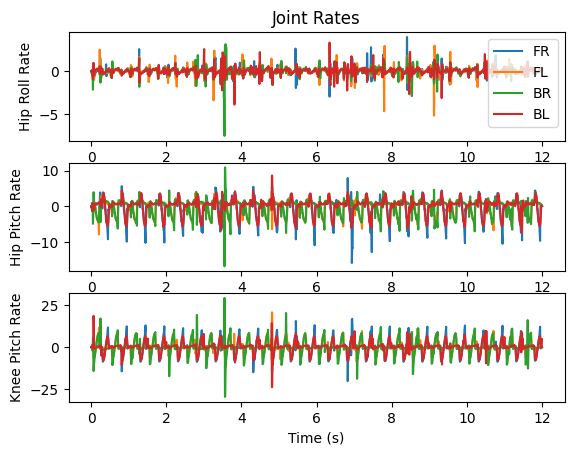 Joint Rates
Hip Roll Rate
0
−5
FR
FL
BR
BL
0 2 4 6 8 10 12
Hip Pitch Rate
10
0
−10
0 2 4 6 8 10 12
Knee Pitch Rate
25
0
−25
0 2 4 6 8 10 12
Time (s)